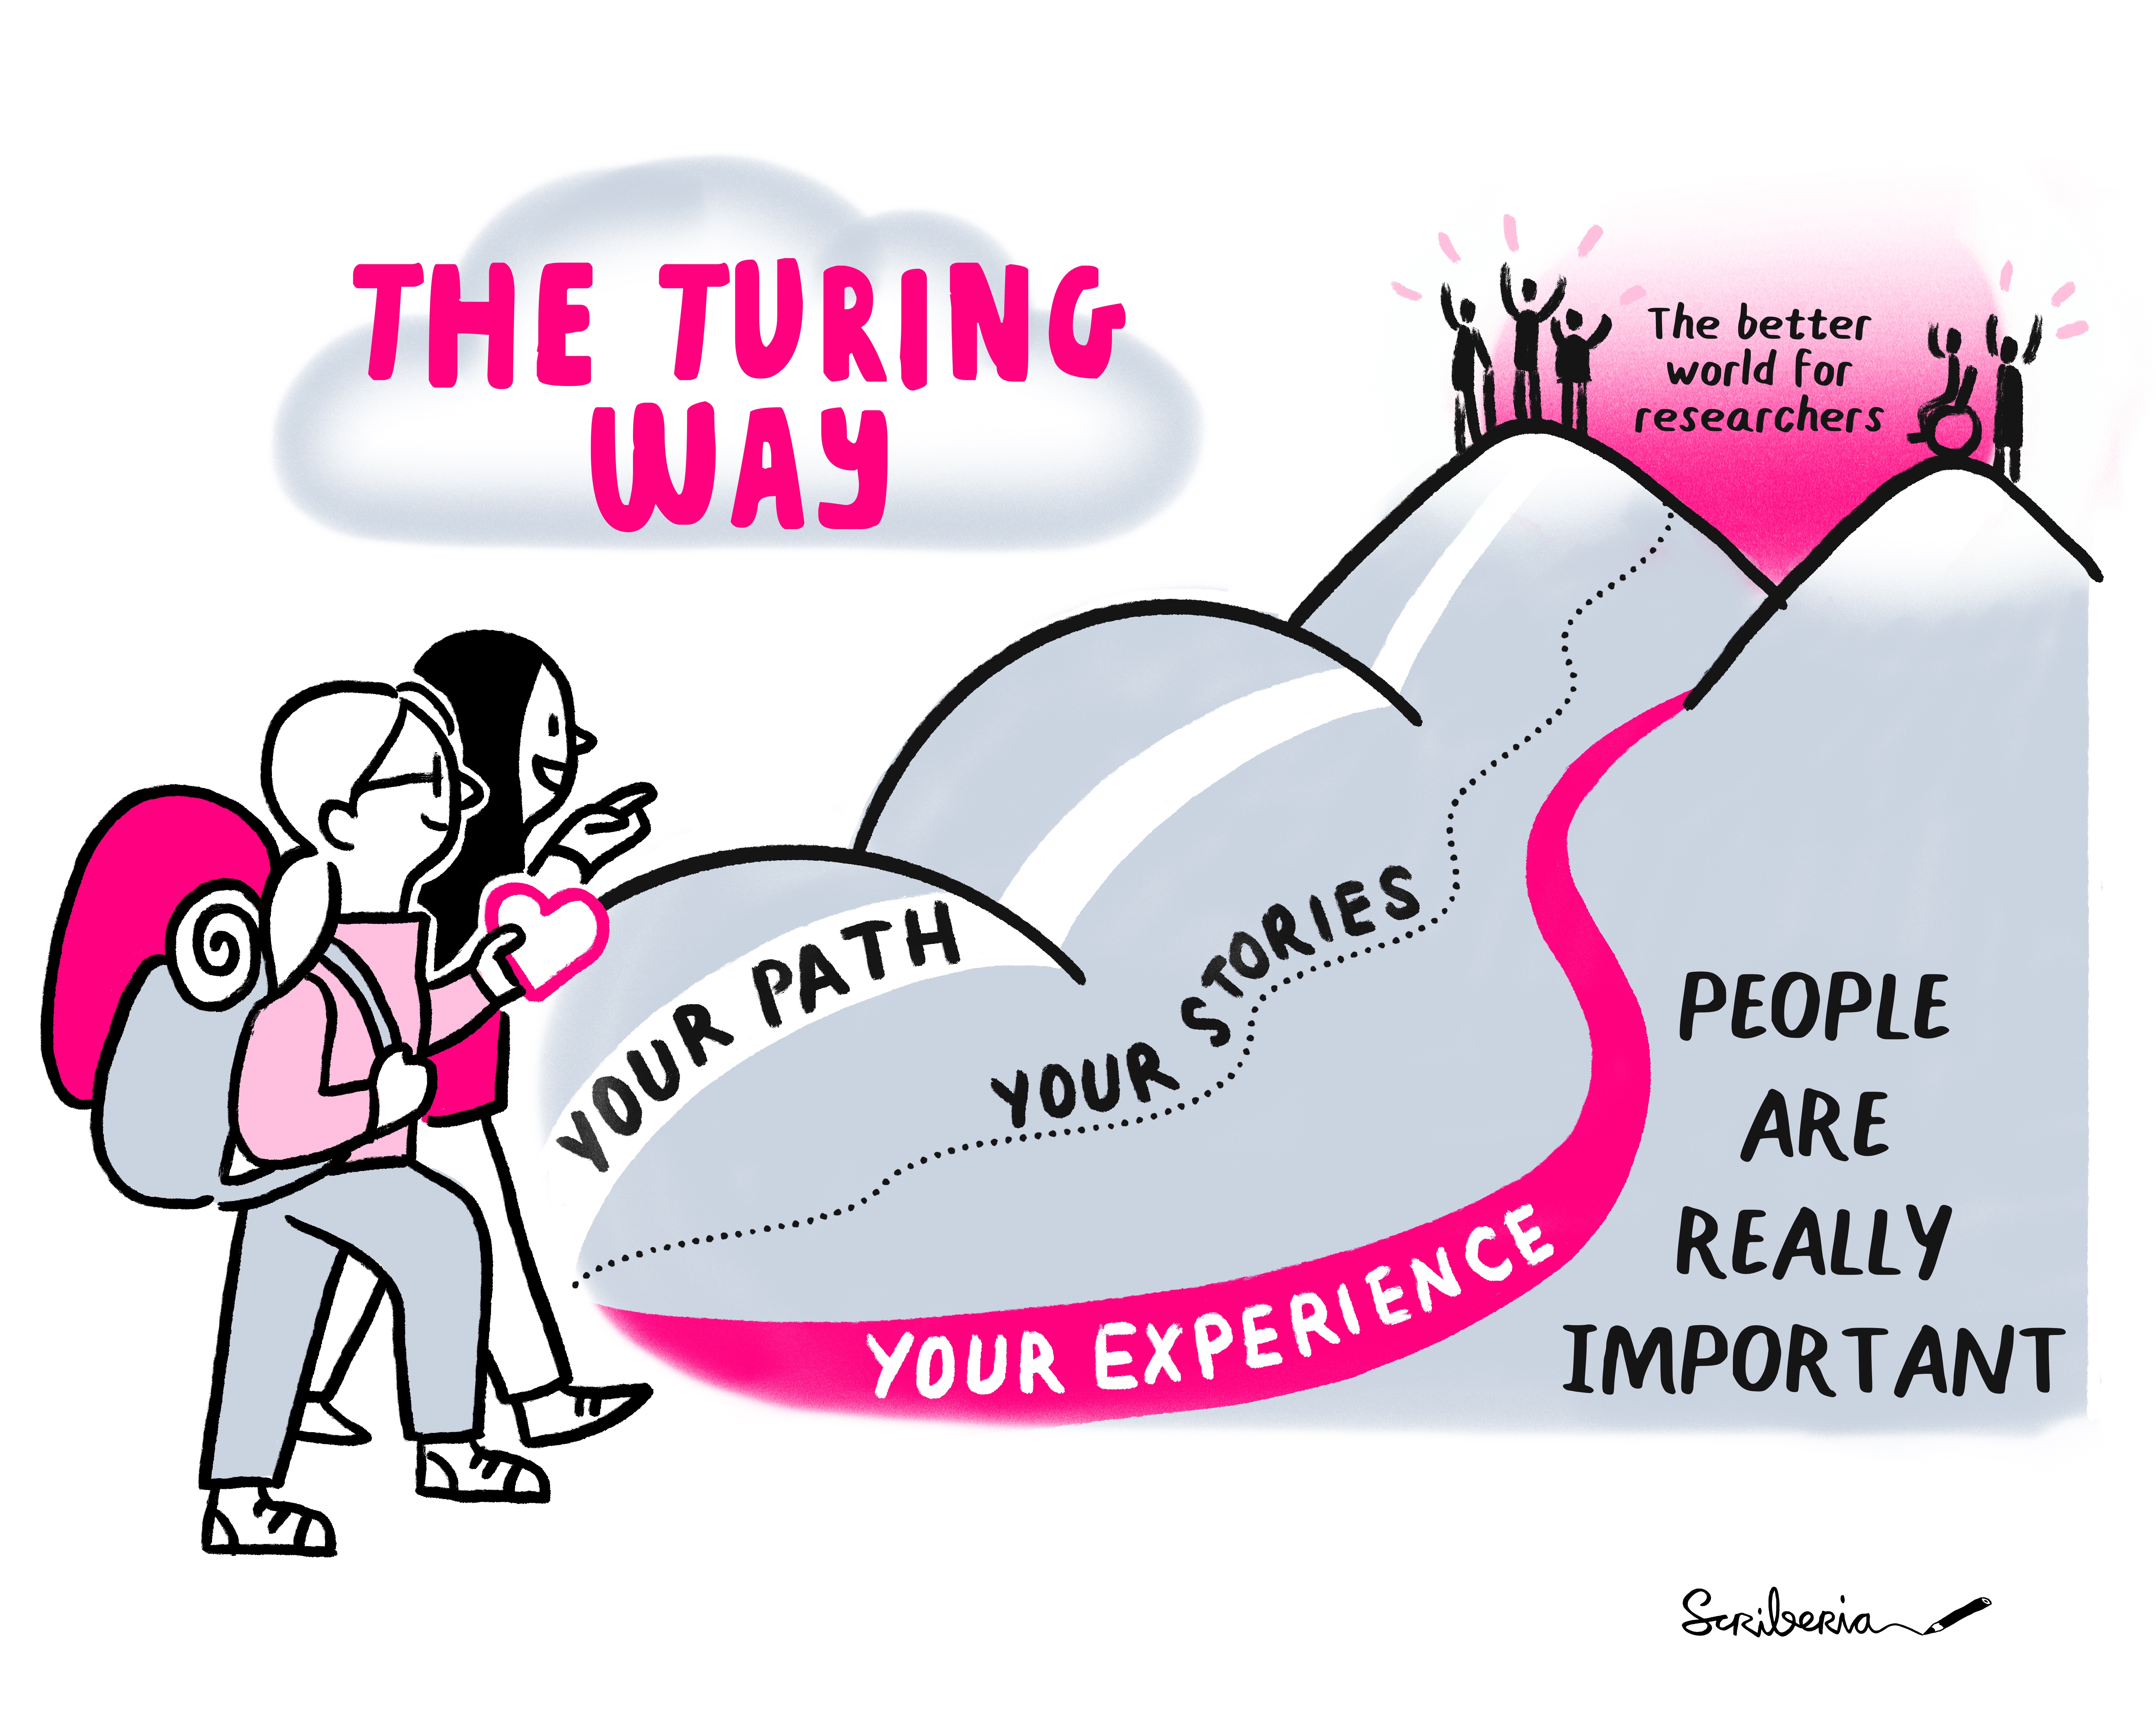 THE TURING
WAY
The better
world for
researchers
YOUR PATH
YOUR STORIES
YOUR EXPERIENCE
PEOPLE
ARE
REALLY
IMPORTANT
Scriberia